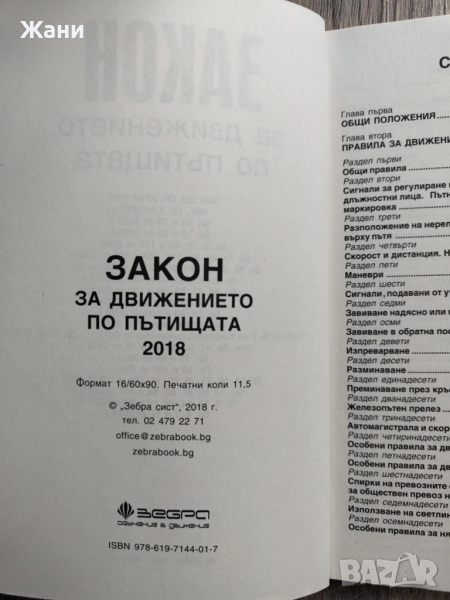 Жани
ЗАКОН
ЗА ДВИЖЕНИЕТО
ПО ПЪТИЩАТА
2018
Формат 16/60x90. Печатни коли 11,5
© „Зебра сист", 2018 г.
тел. 02 479 22 71
office@zebrabook.bg
zebrabook.bg
ЗЕБРА
обучение в движение
ISBN 978-619-7144-01-7
С
Глава първа
ОБЩИ ПОЛОЖЕНИЯ
Глава втора
ПРАВИЛА ЗА ДВИЖЕНИ
Раздел първи
Общи правила
Раздел втори
Сигнали за регулиране
длъжностни лица. Пътн
маркировка
Раздел трети
Разположение на нерел
върху пътя
Раздел четвърти
Скорост и дистанция. Н
Раздел пети
Маневри
Раздел шести
Сигнали, подавани от у
Раздел седми
Завиване надясно или
Раздел осми
Завиване в обратна пос
Раздел девети
Изпреварване
Раздел десети
Разминаване
Раздел единадесети
Преминаване през кръ
Раздел дванадесети
Железопътен прелез
Раздел тринадесети
Автомагистрала и скор
Раздел четиринадесети
Особени правила за дв
Раздел петнадесети
Особени правила за дв
Раздел шестнадесети
Спирки на превозните с
за обществен превоз н
Раздел седемнадесети
Използване на светлин
Раздел осемнадесети
Особени правила за ня
BAZAR